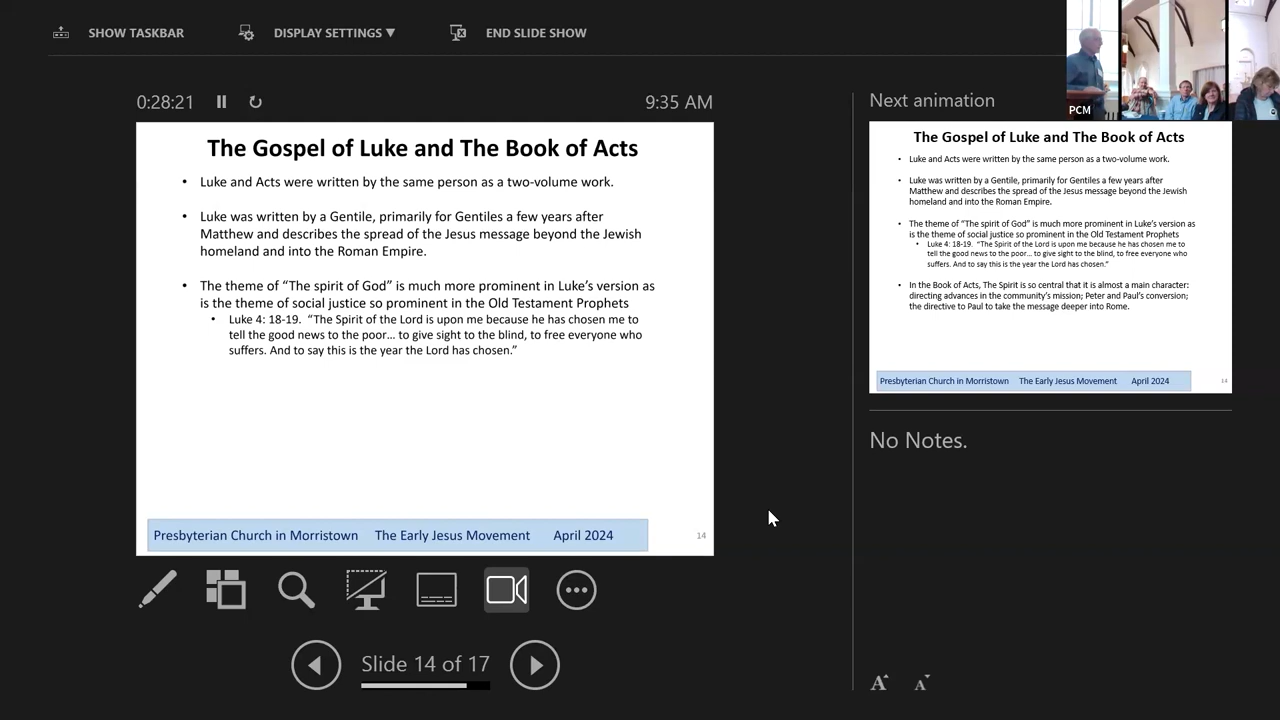 SHOW TASKBAR
DISPLAY SETTINGS ▼
END SLIDE SHOW
PCM
0:28:21
9:35 AM
The Gospel of Luke and The Book of Acts
• Luke and Acts were written by the same person as a two-volume work.
• Luke was written by a Gentile, primarily for Gentiles a few years after
Matthew and describes the spread of the Jesus message beyond the Jewish
homeland and into the Roman Empire.
• The theme of “The spirit of God” is much more prominent in Luke’s version as
is the theme of social justice so prominent in the Old Testament Prophets
• Luke 4: 18-19. “The Spirit of the Lord is upon me because he has chosen me to
tell the good news to the poor… to give sight to the blind, to free everyone who
suffers. And to say this is the year the Lord has chosen.”
Presbyterian Church in Morristown The Early Jesus Movement April 2024
14
Slide 14 of 17
Next animation
The Gospel of Luke and The Book of Acts
• Luke and Acts were written by the same person as a two-volume work.
• Luke was written by a Gentile, primarily for Gentiles a few years after
Matthew and describes the spread of the Jesus message beyond the Jewish
homeland and into the Roman Empire.
• The theme of “The spirit of God” is much more prominent in Luke’s version as
is the theme of social justice so prominent in the Old Testament Prophets
• Luke 4: 18-19. “The Spirit of the Lord is upon me because he has chosen me to
tell the good news to the poor… to give sight to the blind, to free everyone who
suffers. And to say this is the year the Lord has chosen.”
• In the Book of Acts, The Spirit is so central that it is almost a main character:
directing advances in the community’s mission; Peter and Paul’s conversion;
the directive to Paul to take the message deeper into Rome.
Presbyterian Church in Morristown The Early Jesus Movement April 2024
14
No Notes.
A A